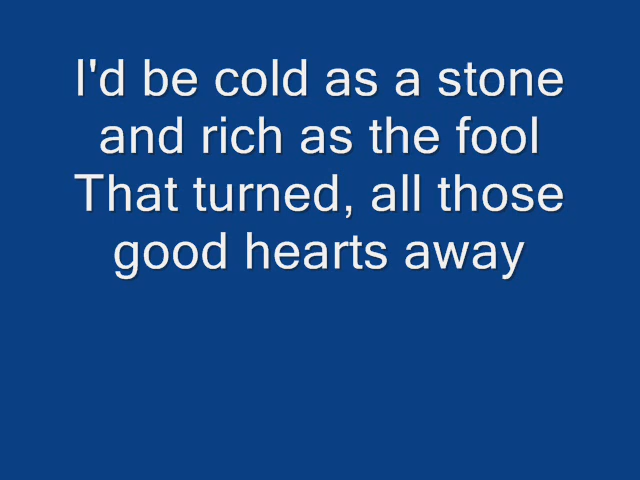 I'd be cold as a stone
and rich as the fool
That turned, all those
good hearts away